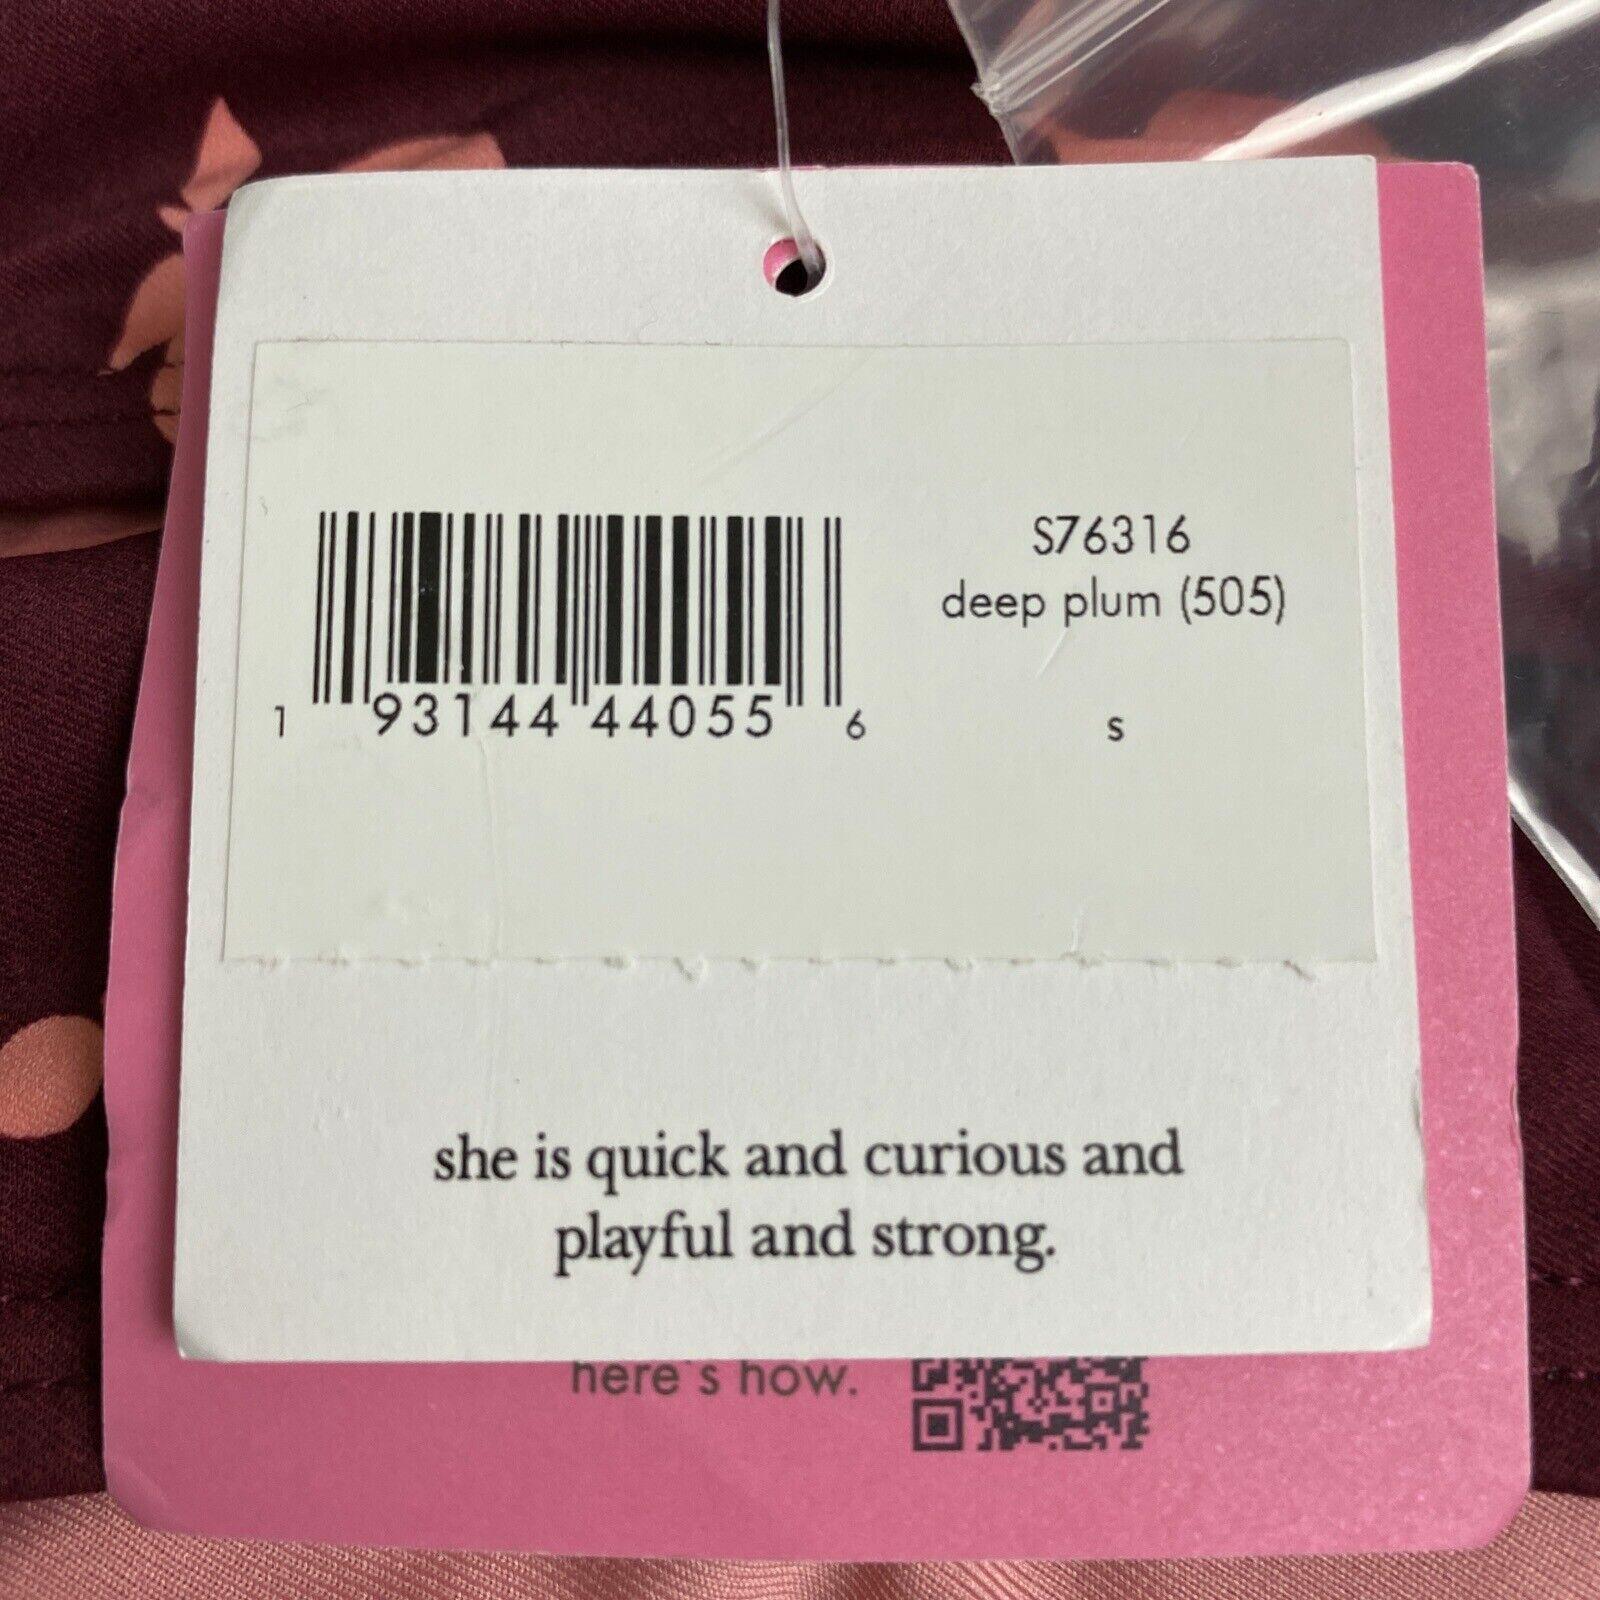 S76316
deep plum (505)
1 93144 44055 6
s
she is quick and curious and
playful and strong.
here's how.